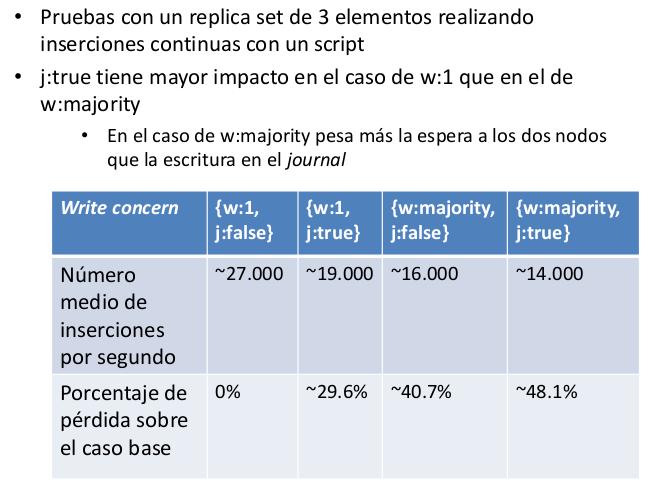 • Pruebas con un replica set de 3 elementos realizando
inserciones continuas con un script
• j:true tiene mayor impacto en el caso de w:1 que en el de
w:majority
• En el caso de w:majority pesa más la espera a los dos nodos
que la escritura en el journal
Write concern
{w:1,
j:false}
{w:1,
j:true}
{w:majority,
j:false}
{w:majority,
j:true}
Número
medio de
inserciones
por segundo
~27.000
~19.000
~16.000
~14.000
Porcentaje de
pérdida sobre
el caso base
0%
~29.6%
~40.7%
~48.1%